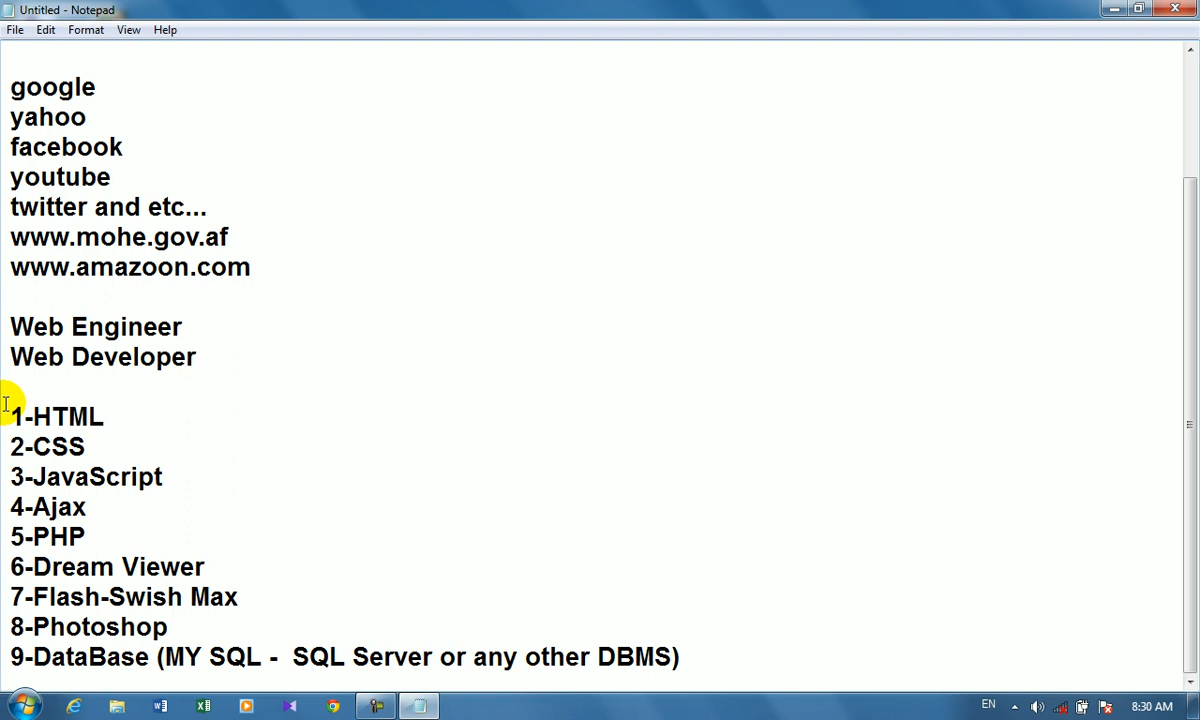 Untitled - Notepad
File Edit Format View Help
google
yahoo
facebook
youtube
twitter and etc...
www.mohe.gov.af
www.amazoon.com
Web Engineer
Web Developer
1-HTML
2-CSS
3-JavaScript
4-Ajax
5-PHP
6-Dream Viewer
7-Flash-Swish Max
8-Photoshop
9-DataBase (MY SQL -  SQL Server or any other DBMS)
EN 8:30 AM